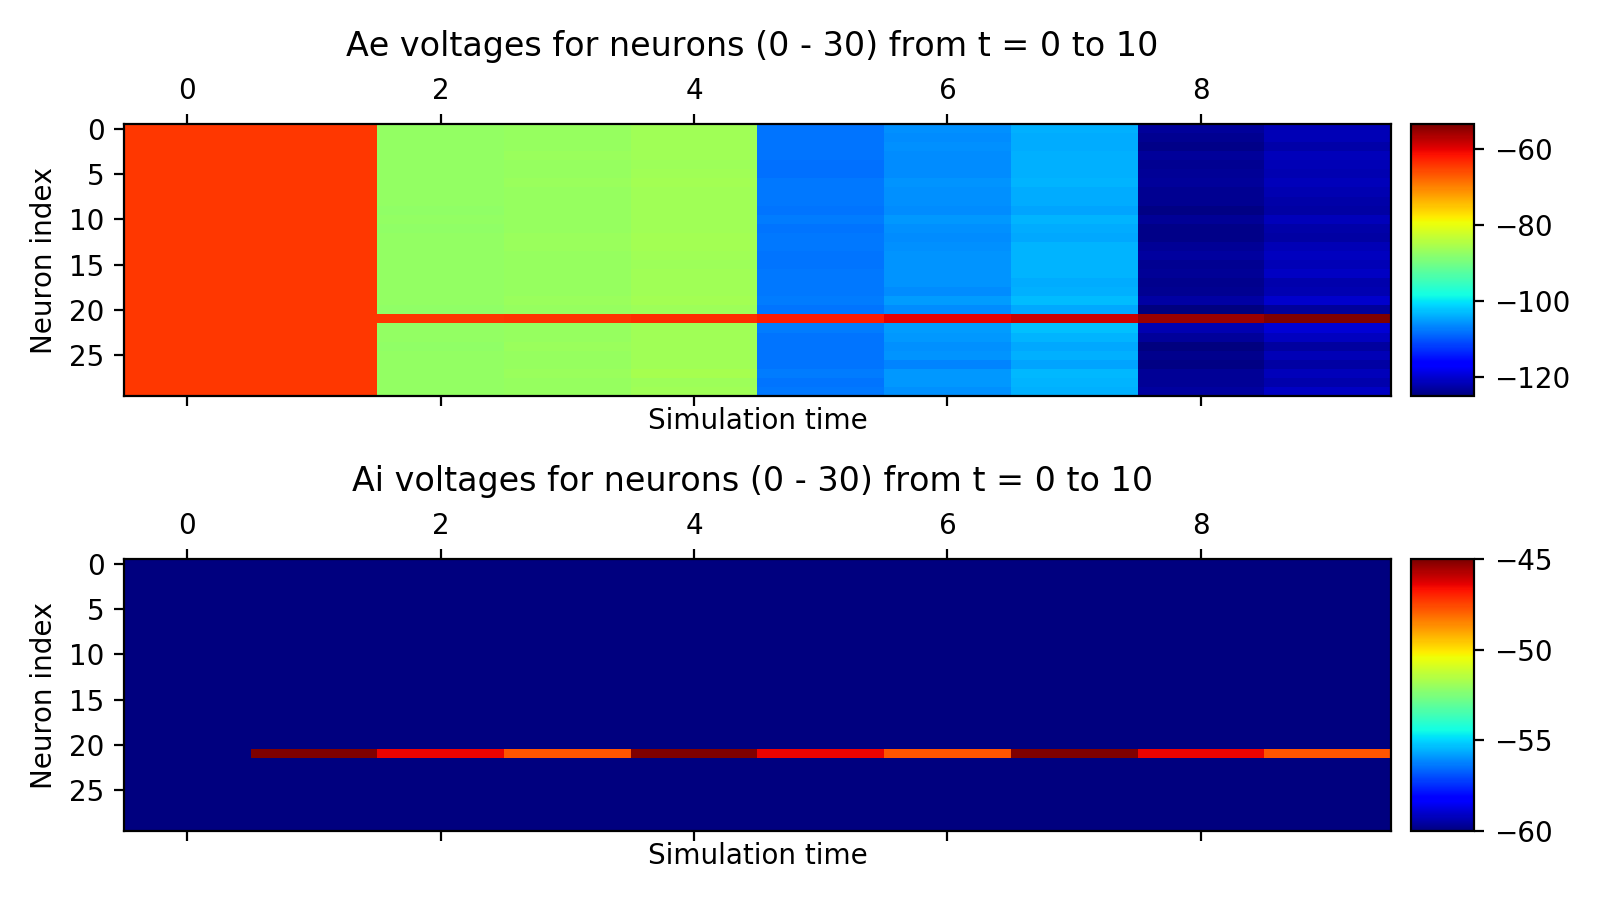 Ae voltages for neurons (0 - 30) from t = 0 to 10
0 2 4 6 8
0
5
10
15
20
25
Neuron index
Simulation time
−60
−80
−100
−120
Ai voltages for neurons (0 - 30) from t = 0 to 10
0 2 4 6 8
0
5
10
15
20
25
Neuron index
Simulation time
−45
−50
−55
−60